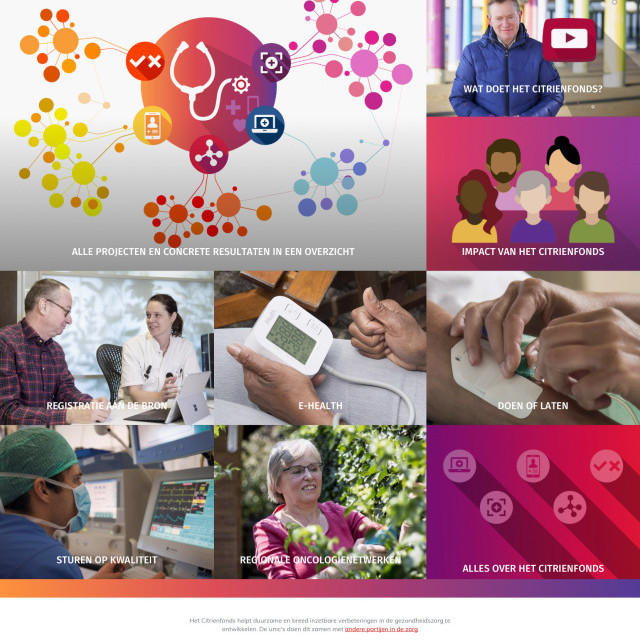 WAT DOET HET CITRIENFONDS?
ALLE PROJECTEN EN CONCRETE RESULTATEN IN EEN OVERZICHT
IMPACT VAN HET CITRIENFONDS
REGISTRATIE AAN DE BRON
E-HEALTH
DOEN OF LATEN
STUREN OP KWALITEIT
REGIONALE ONCOLOGIENETWERKEN
ALLES OVER HET CITRIENFONDS
Het Citrienfonds helpt duurzame en breed inzetbare verbeteringen in de gezondheidszorg te
ontwikkelen. De umc's doen dit samen met andere partijen in de zorg